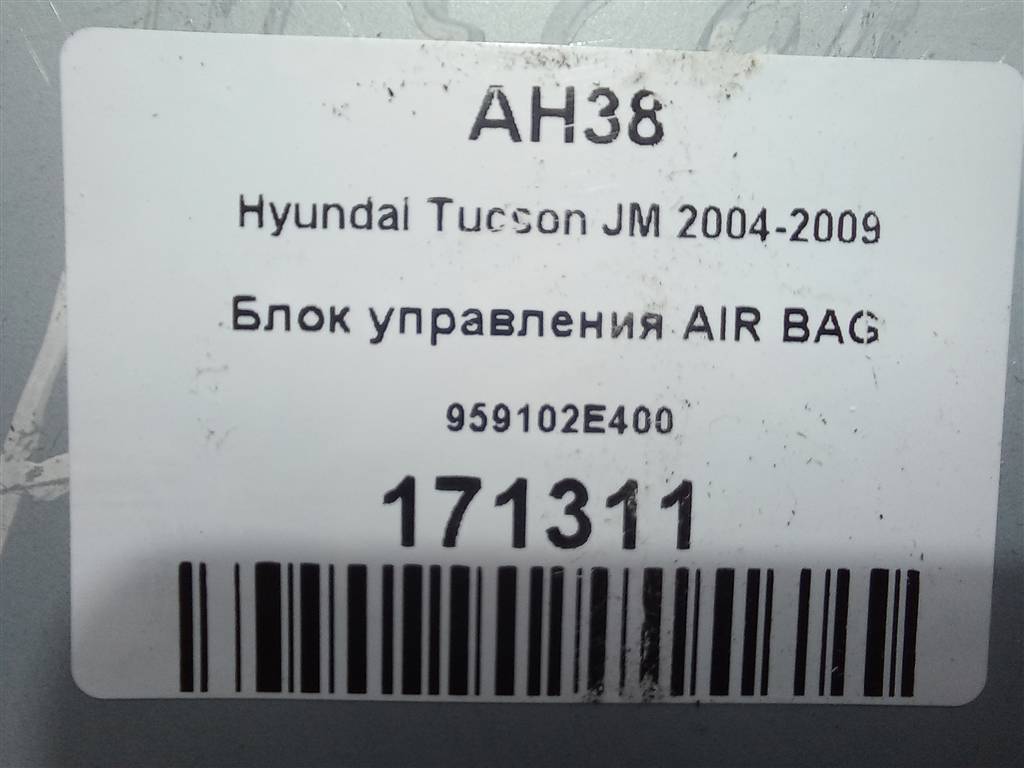 AH38
Hyundai Tucson JM 2004-2009
Блок управления AIR BAG
959102E400
171311